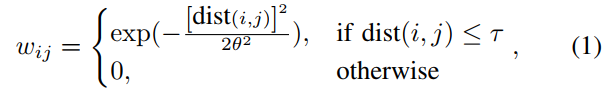 w_{ij} = \begin{cases} \exp(-\frac{[\text{dist}(i,j)]^2}{2\theta^2}), & \text{if dist}(i,j) \leq \tau \\ 0, & \text{otherwise} \end{cases}, (1)